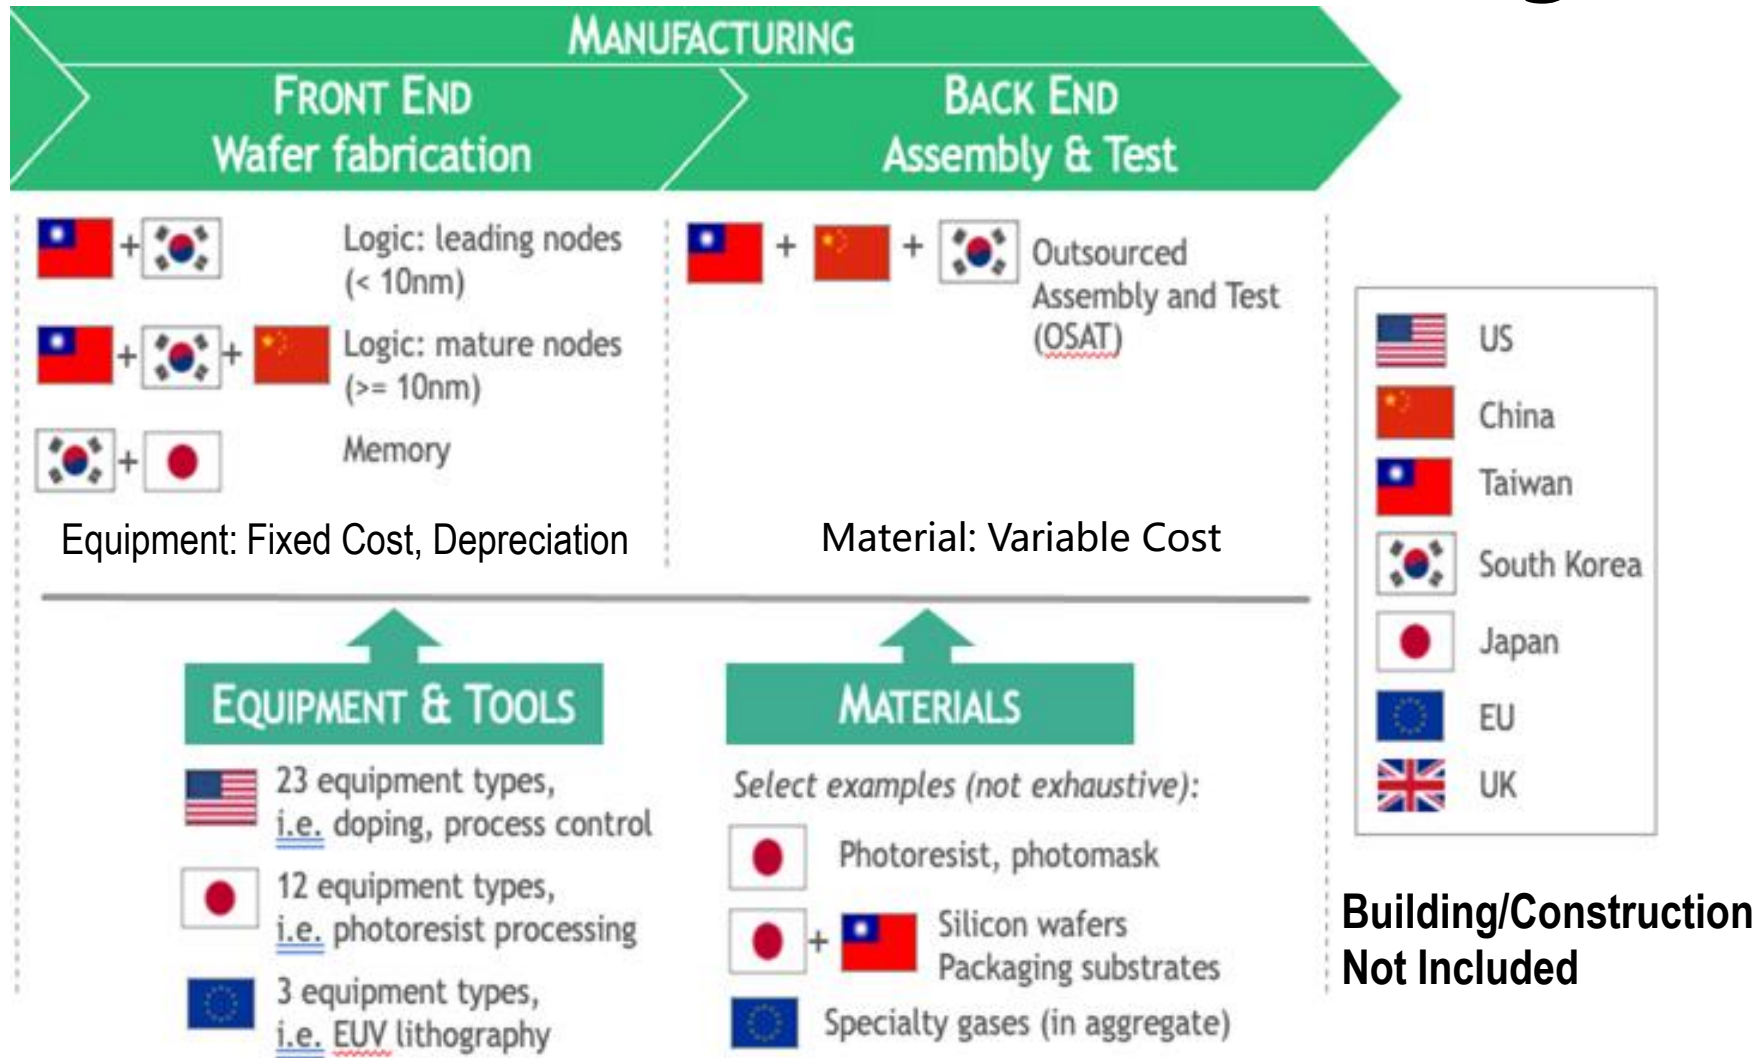 MANUFACTURING
FRONT END
Wafer fabrication
BACK END
Assembly & Test
+
Logic: leading nodes
(< 10nm)
+ +
Logic: mature nodes
(>= 10nm)
+
Memory
Equipment: Fixed Cost, Depreciation
+ +
Outsourced
Assembly and Test
(OSAT)
Material: Variable Cost
EQUIPMENT & TOOLS
23 equipment types,
i.e. doping, process control
12 equipment types,
i.e. photoresist processing
3 equipment types,
i.e. EUV lithography
MATERIALS
Select examples (not exhaustive):
Photoresist, photomask
+
Silicon wafers
Packaging substrates
Specialty gases (in aggregate)
US
China
Taiwan
South Korea
Japan
EU
UK
Building/Construction
Not Included